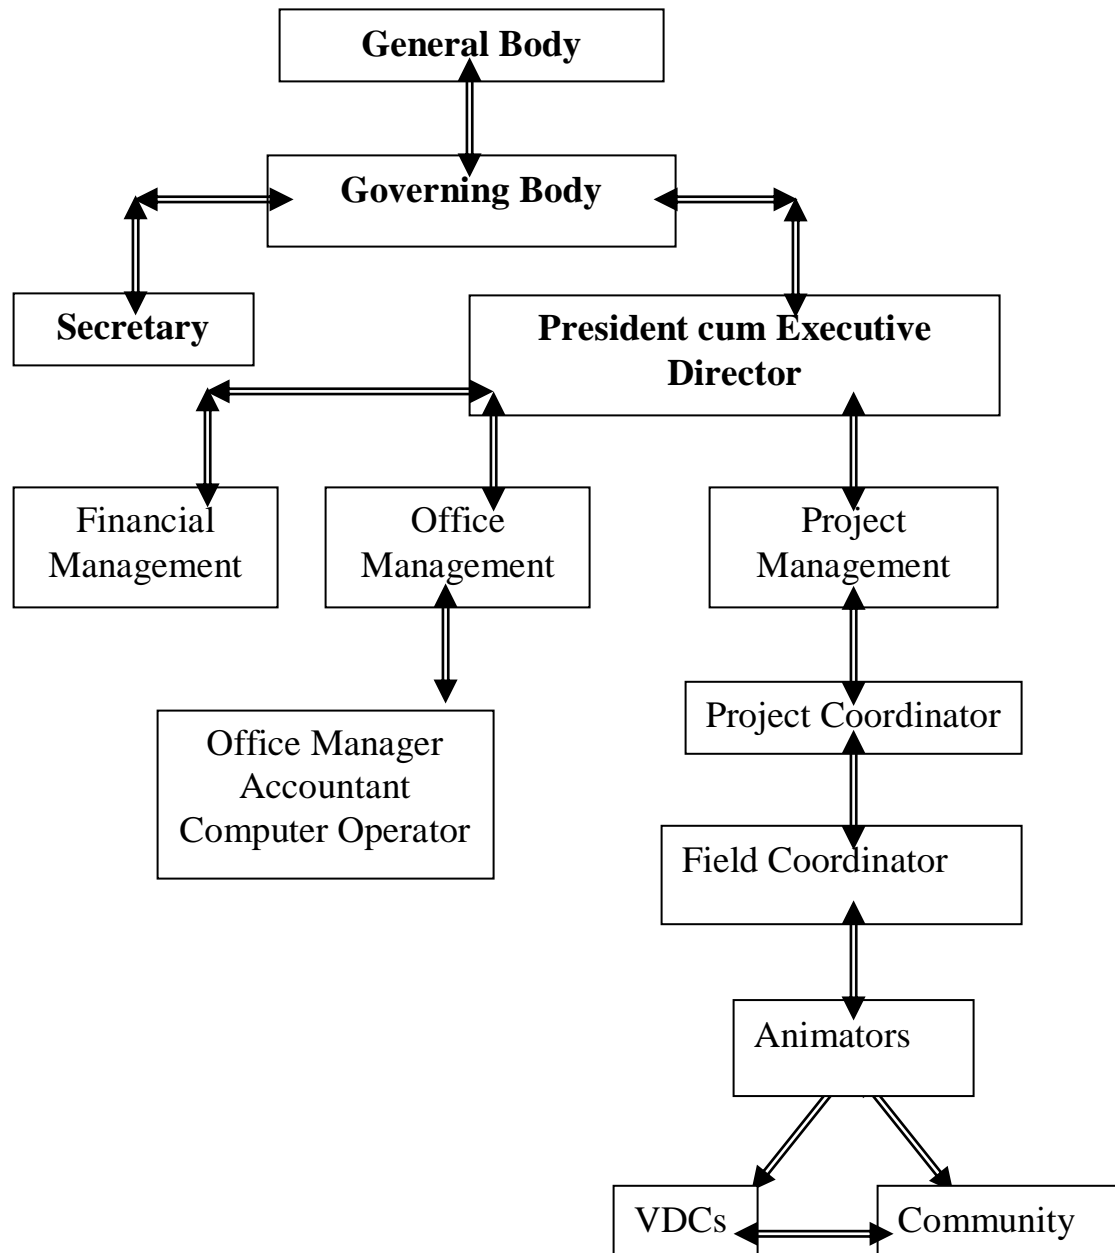 General Body
Governing Body
Secretary
President cum Executive
Director
Financial
Management
Office
Management
Project
Management
Office Manager
Accountant
Computer Operator
Project Coordinator
Field Coordinator
Animators
VDCs
Community